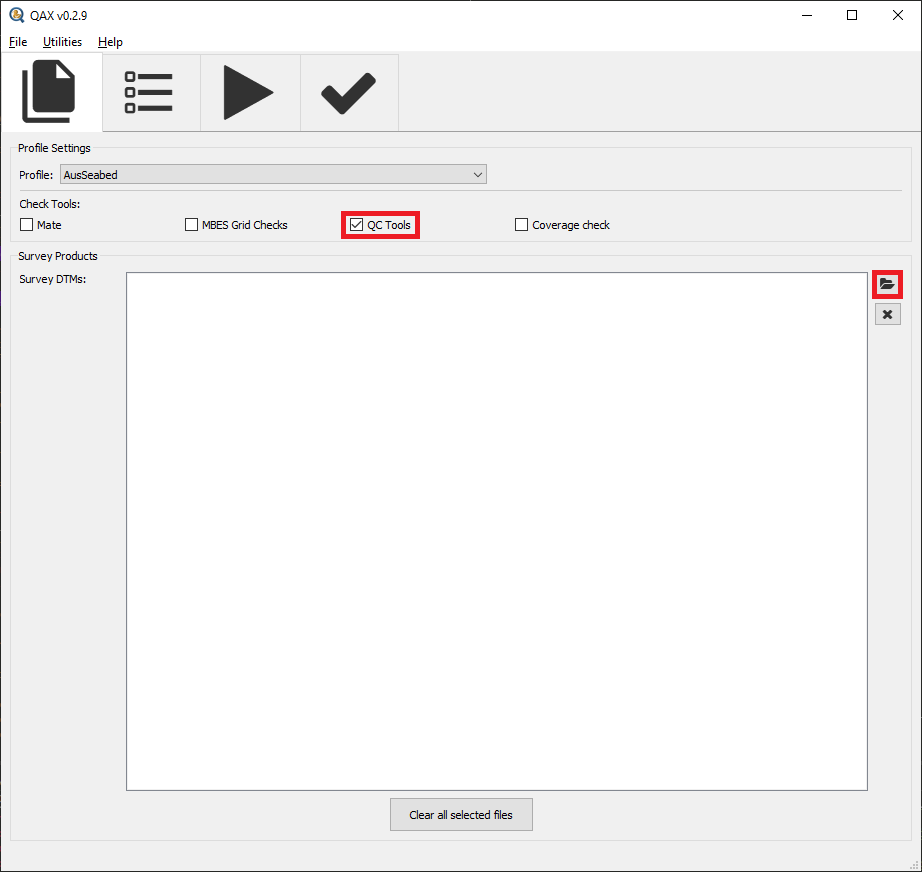 QAX v0.2.9
File Utilities Help
Profile Settings
Profile: AusSeabed
Check Tools:
Mate MBES Grid Checks QC Tools Coverage check
Survey Products
Survey DTMs:
Clear all selected files